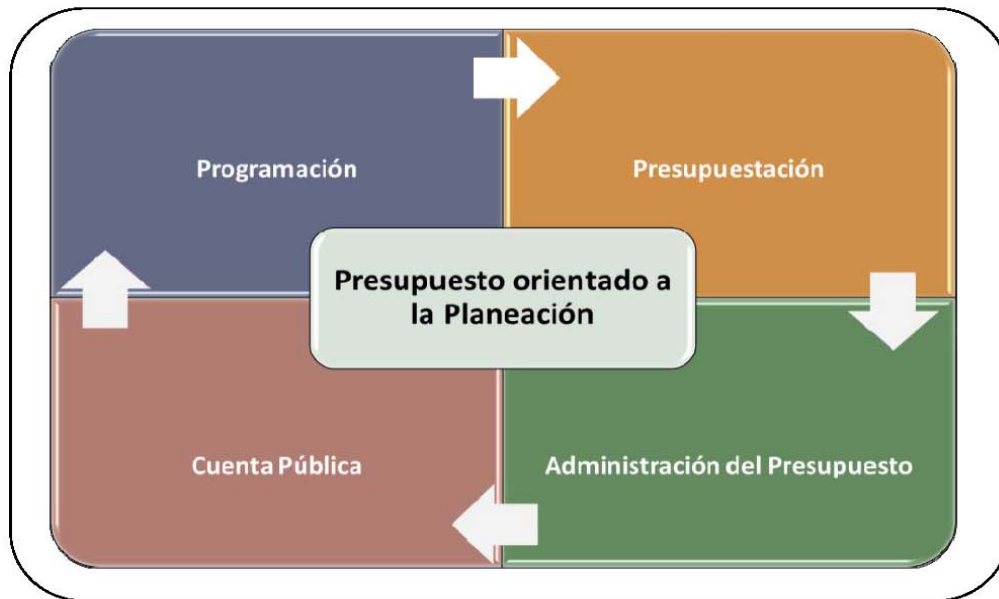 Programación
Presupuestación
Presupuesto orientado a
la Planeación
Cuenta Pública
Administración del Presupuesto